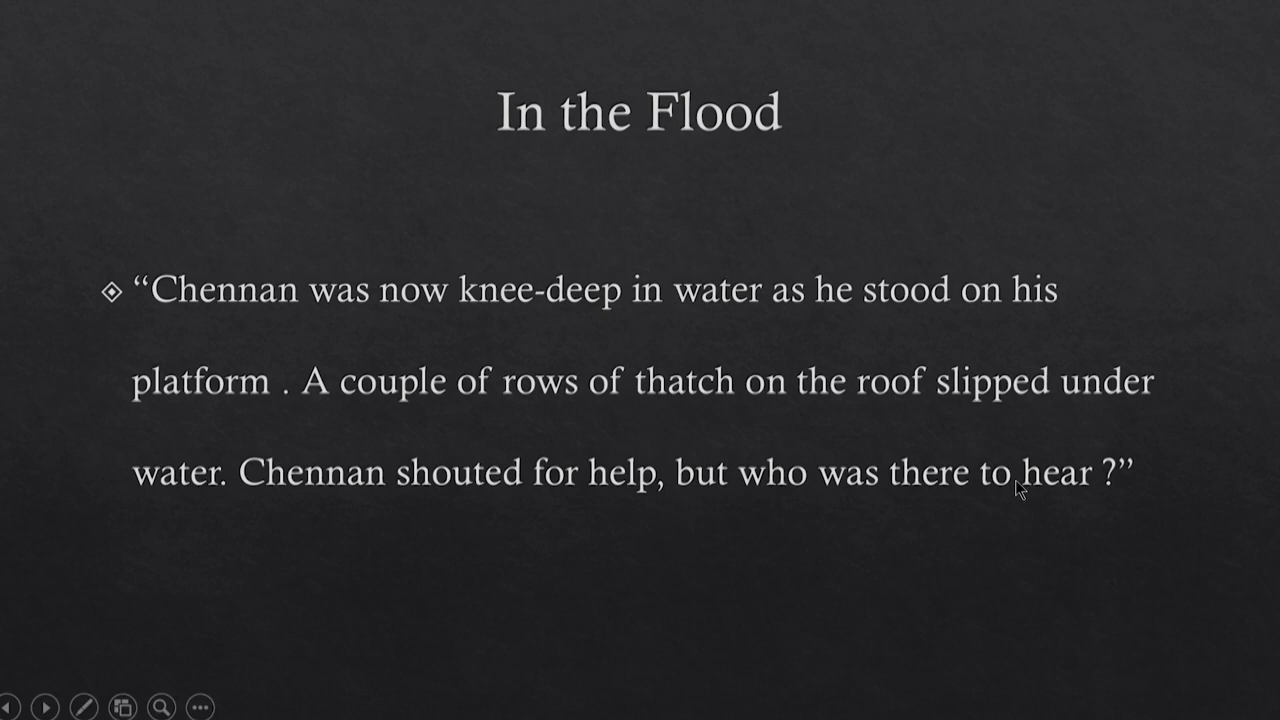 In the Flood
“Chennan was now knee-deep in water as he stood on his
platform . A couple of rows of thatch on the roof slipped under
water. Chennan shouted for help, but who was there to hear ?”